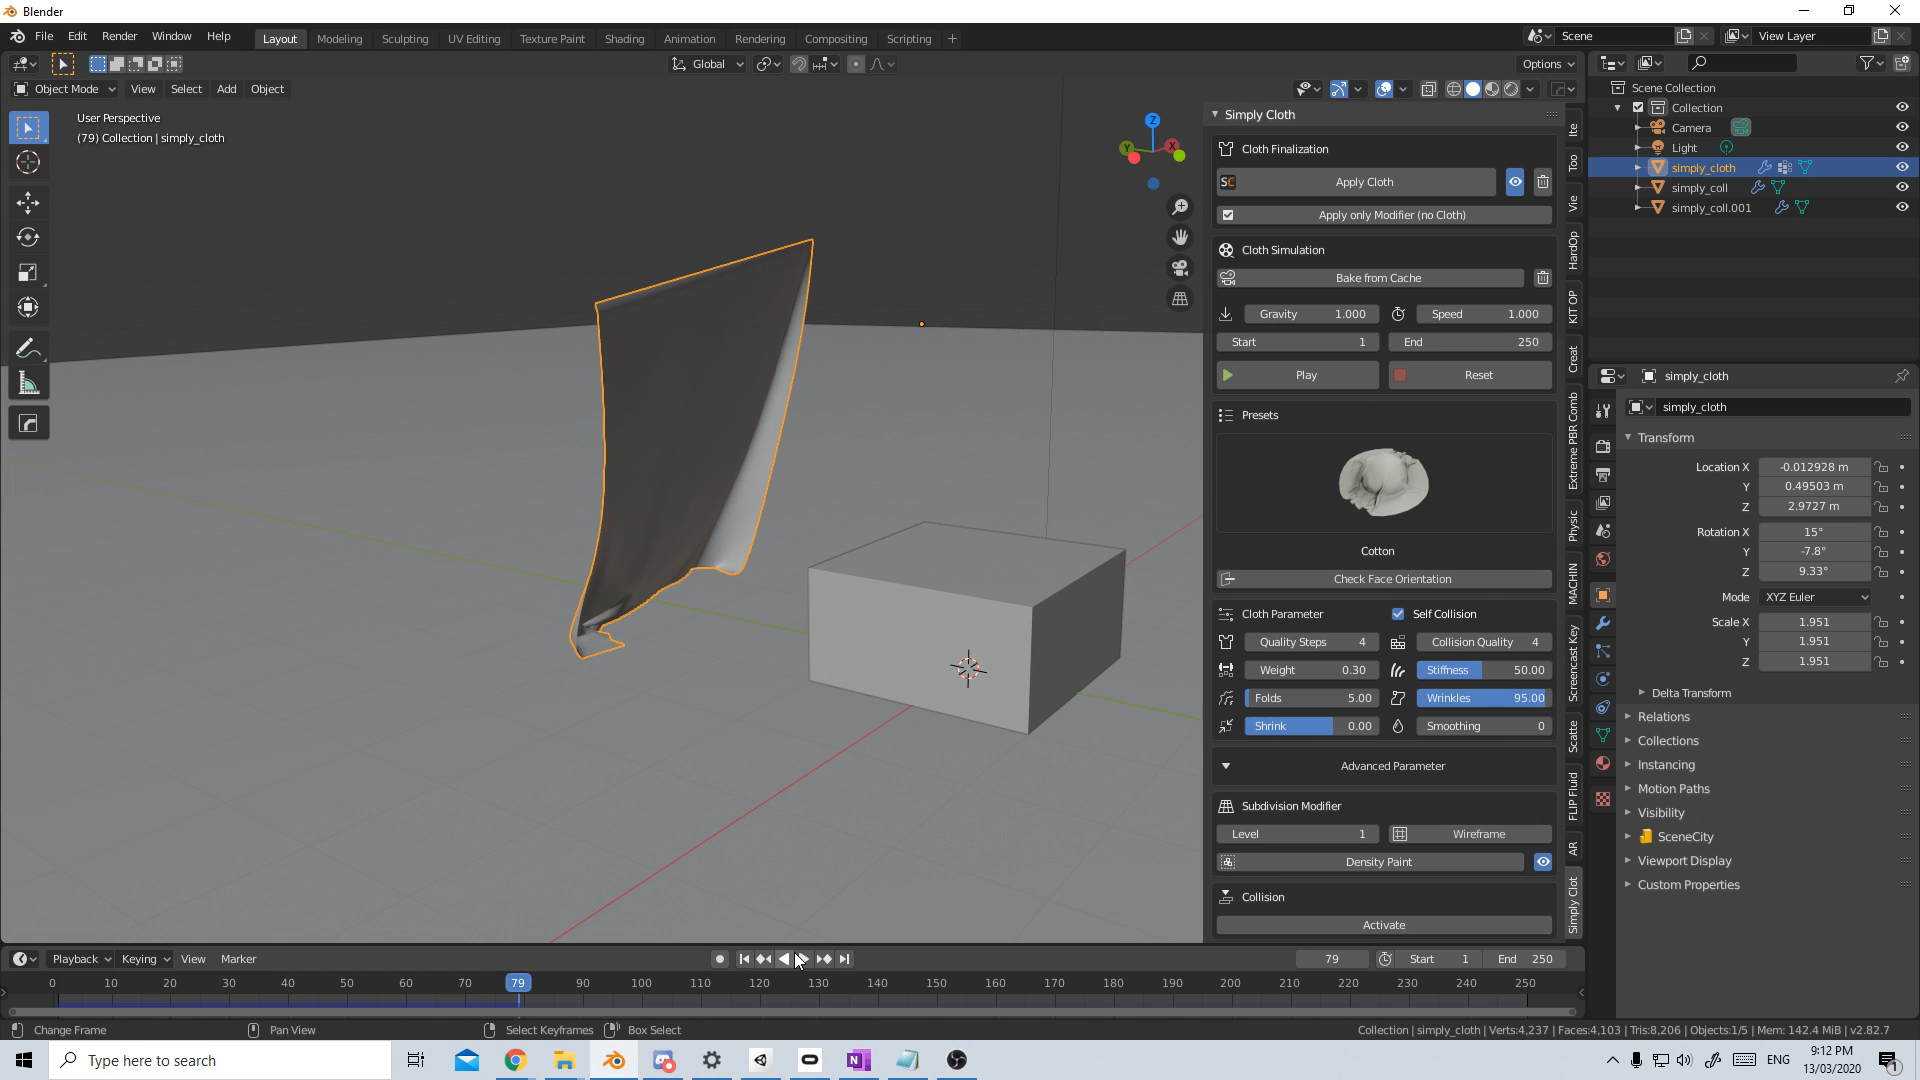 Blender
File Edit Render Window Help
Layout Modeling Sculpting UV Editing Texture Paint Shading Animation Rendering Compositing Scripting +
Scene View Layer
Global
Options
Object Mode View Select Add Object
User Perspective
(79) Collection | simply_cloth
Z
Y
X
Simply Cloth
Cloth Finalization
SC Apply Cloth
Apply only Modifier (no Cloth)
Cloth Simulation
Bake from Cache
Gravity 1.000 Speed 1.000
Start 1 End 250
Play Reset
Presets
Cotton
Check Face Orientation
Cloth Parameter Self Collision
Quality Steps 4 Collision Quality 4
Weight 0.30 Stiffness 50.00
Folds 5.00 Wrinkles 95.00
Shrink 0.00 Smoothing 0
Advanced Parameter
Subdivision Modifier
Level 1 Wireframe
Density Paint
Collision
Activate
Ite
Too
Vie
HardOp
KIT OP
Creat
Extreme PBR Comb
Physic
MACHIN
Screencast Key
Scatte
FLIP Fluid
AR
Simply Clot
Scene Collection
Collection
Camera
Light
simply_cloth
simply_coll
simply_coll.001
simply_cloth
simply_cloth
Transform
Location X -0.012928 m
Y 0.49503 m
Z 2.9727 m
Rotation X 15°
Y -7.8°
Z 9.33°
Mode XYZ Euler
Scale X 1.951
Y 1.951
Z 1.951
Delta Transform
Relations
Collections
Instancing
Motion Paths
Visibility
SceneCity
Viewport Display
Custom Properties
Playback Keying View Marker
79 Start 1 End 250
0 10 20 30 40 50 60 70 79 90 100 110 120 130 140 150 160 170 180 190 200 210 220 230 240 250
Change Frame Pan View Select Keyframes Box Select
Collection | simply_cloth | Verts:4,237 | Faces:4,103 | Tris:8,206 | Objects:1/5 | Mem: 142.4 MiB | v2.82.7
Type here to search
N
ENG
9:12 PM
13/03/2020
1